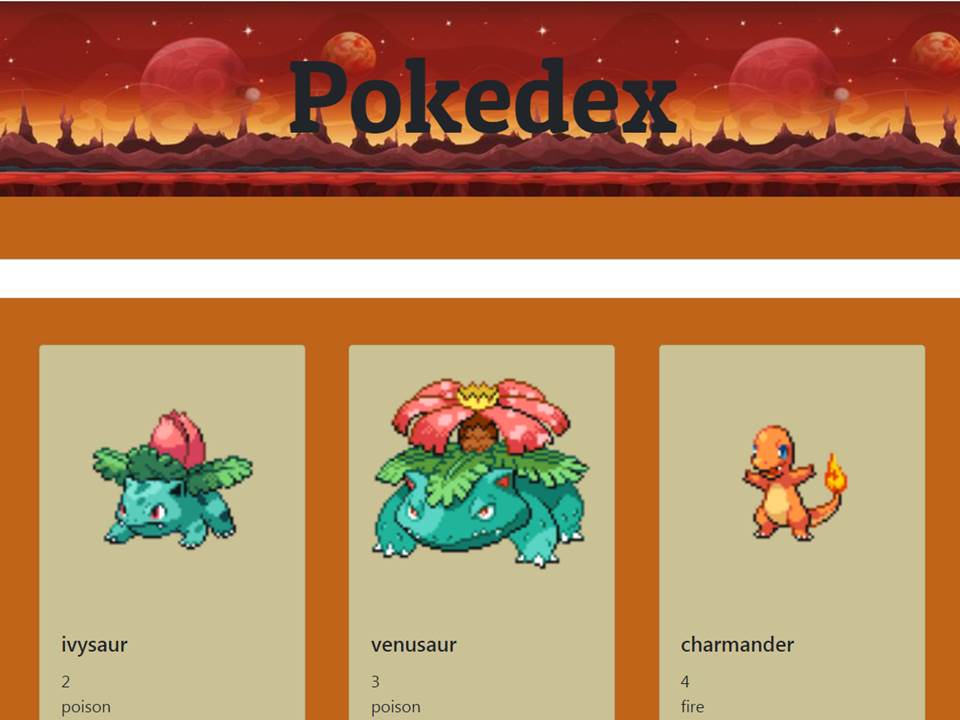 Pokedex
ivysaur
2
poison
venusaur
3
poison
charmander
4
fire